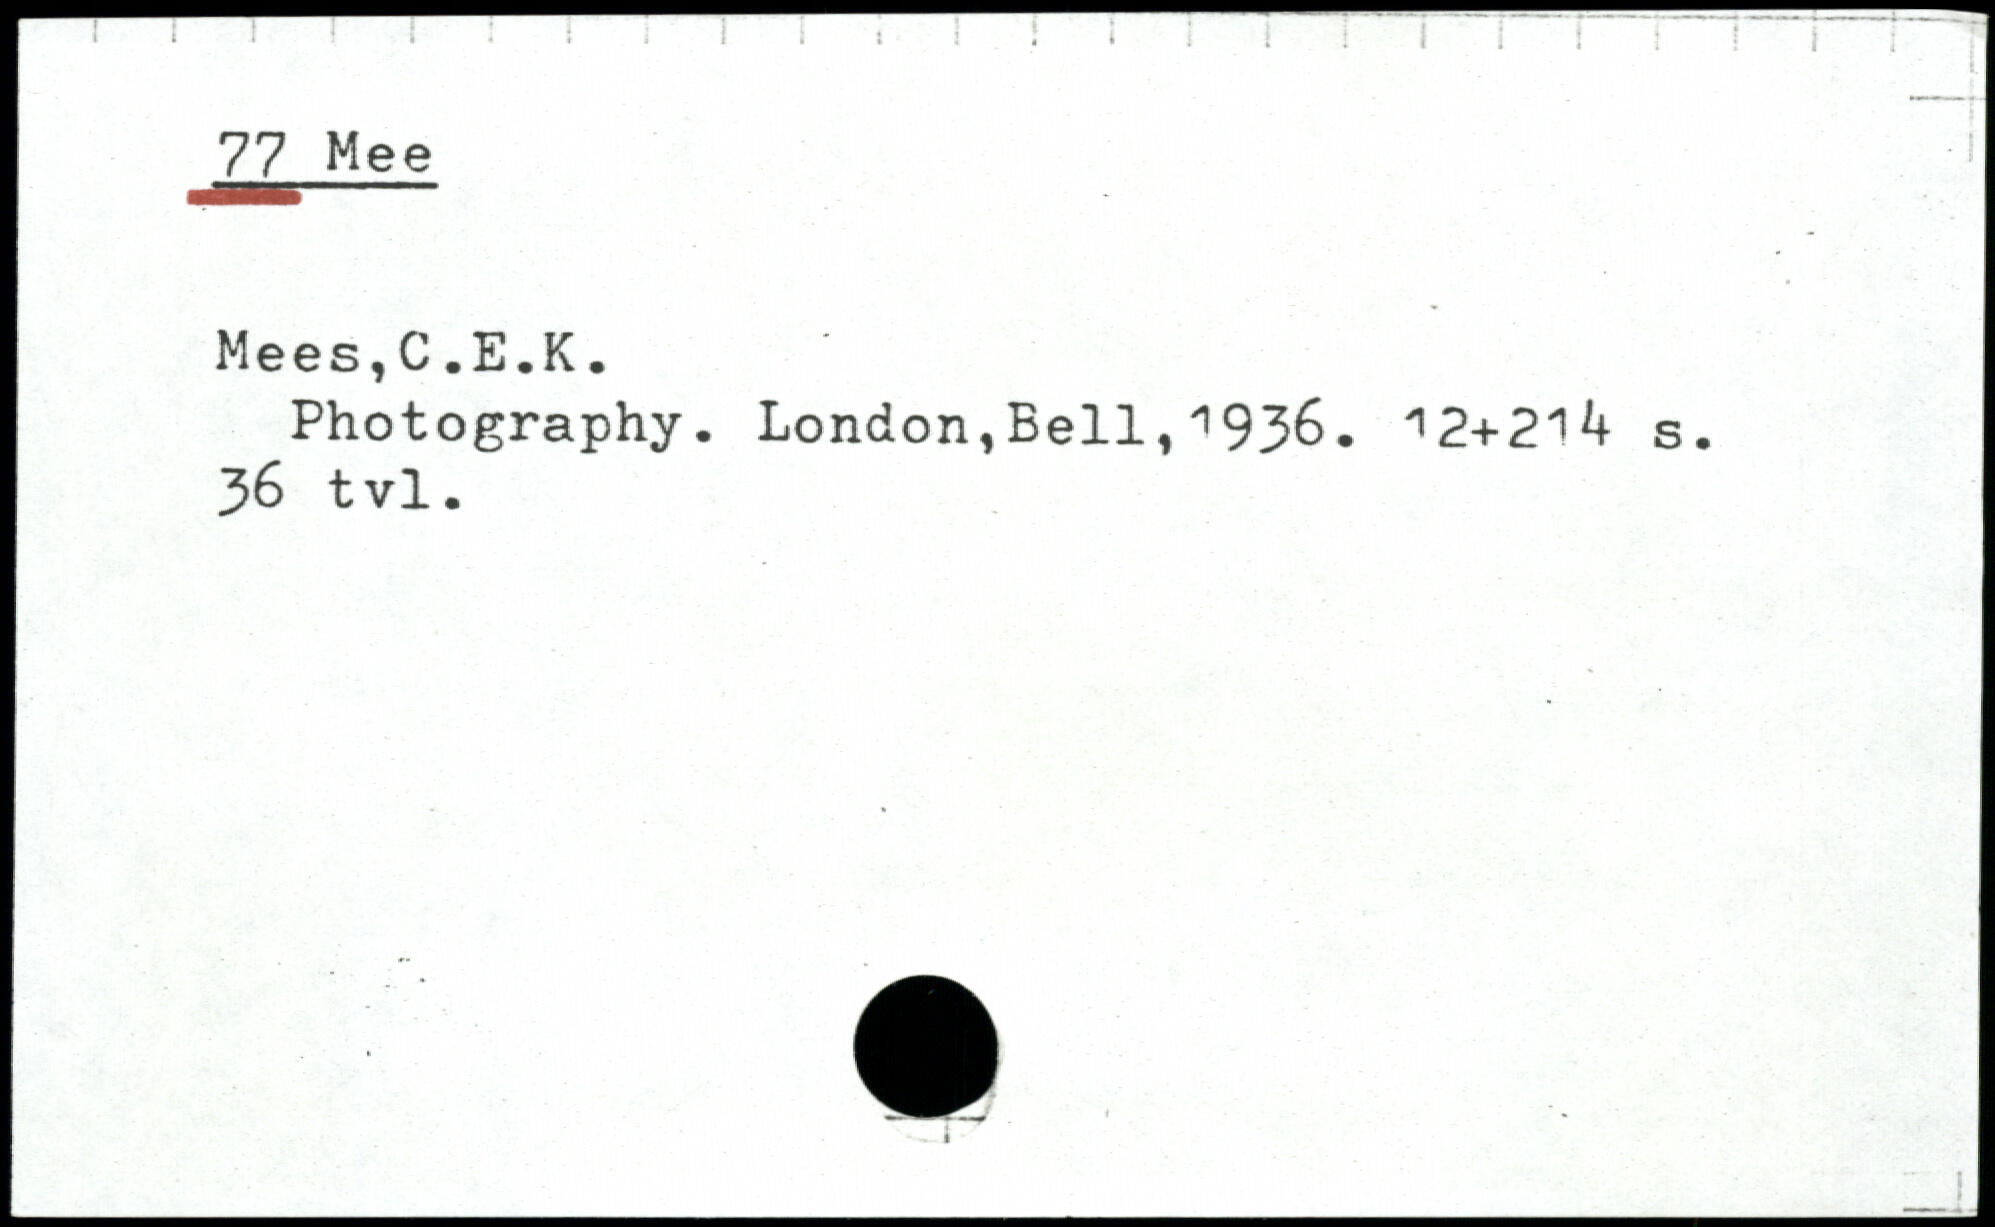 77 Mee
Mees,C.E.K.
Photography. London,Bell,1936. 12+214 s.
36 tvl.